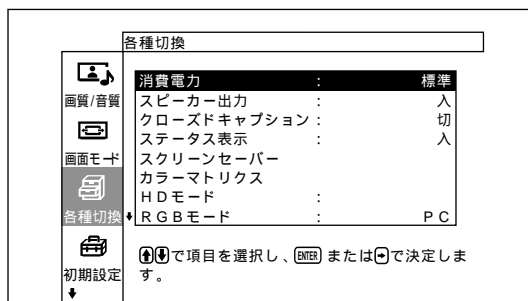 各種切換
画質/音質
画面モード
各種切換
初期設定
消費電力 : 標準
スピーカー出力 : 入
クローズドキャプション : 切
ステータス表示 : 入
スクリーンセーバー
カラーマトリクス
HDモード :
RGBモード : PC
↑↓で項目を選択し、ENTERまたは→で決定しま
す。